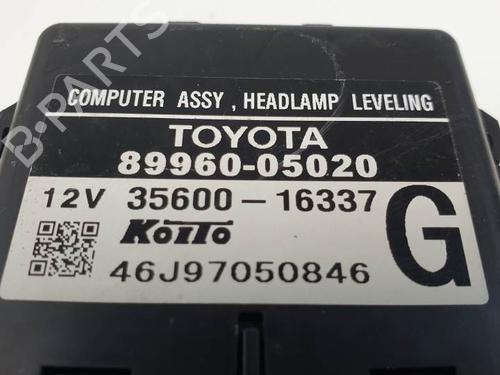 COMPUTER ASSY , HEADLAMP LEVELING
TOYOTA
89960-05020
12V 35600-16337
KOITO
46J97050846
G
B-PARTS